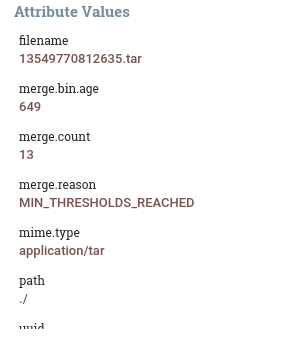 Attribute Values
filename
13549770812635.tar
merge.bin.age
649
merge.count
13
merge.reason
MIN_THRESHOLDS_REACHED
mime.type
application/tar
path
./
uuid